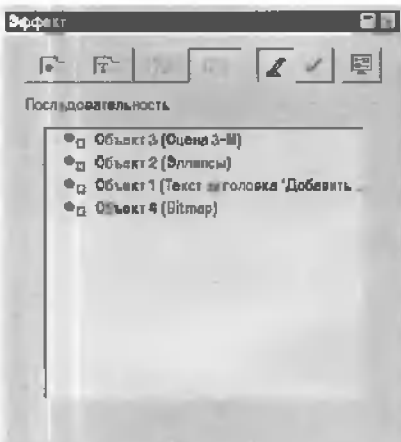 Эффект
Последовательность
Объект 3 (Сцена 3-М)
Объект 2 (Эллипсы)
Объект 1 (Текст заголовка 'Добавить ...
Объект 4 (Bitmap)